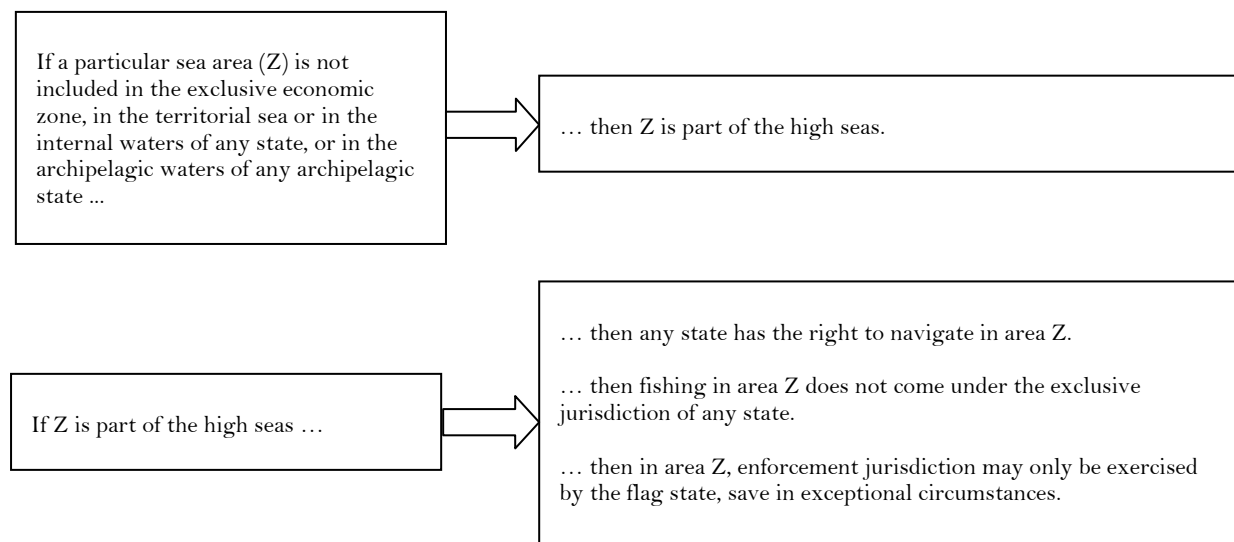 If a particular sea area (Z) is not
included in the exclusive economic
zone, in the territorial sea or in the
internal waters of any state, or in the
archipelagic waters of any archipelagic
state ...
… then Z is part of the high seas.
If Z is part of the high seas …
… then any state has the right to navigate in area Z.
… then fishing in area Z does not come under the exclusive
jurisdiction of any state.
… then in area Z, enforcement jurisdiction may only be exercised
by the flag state, save in exceptional circumstances.